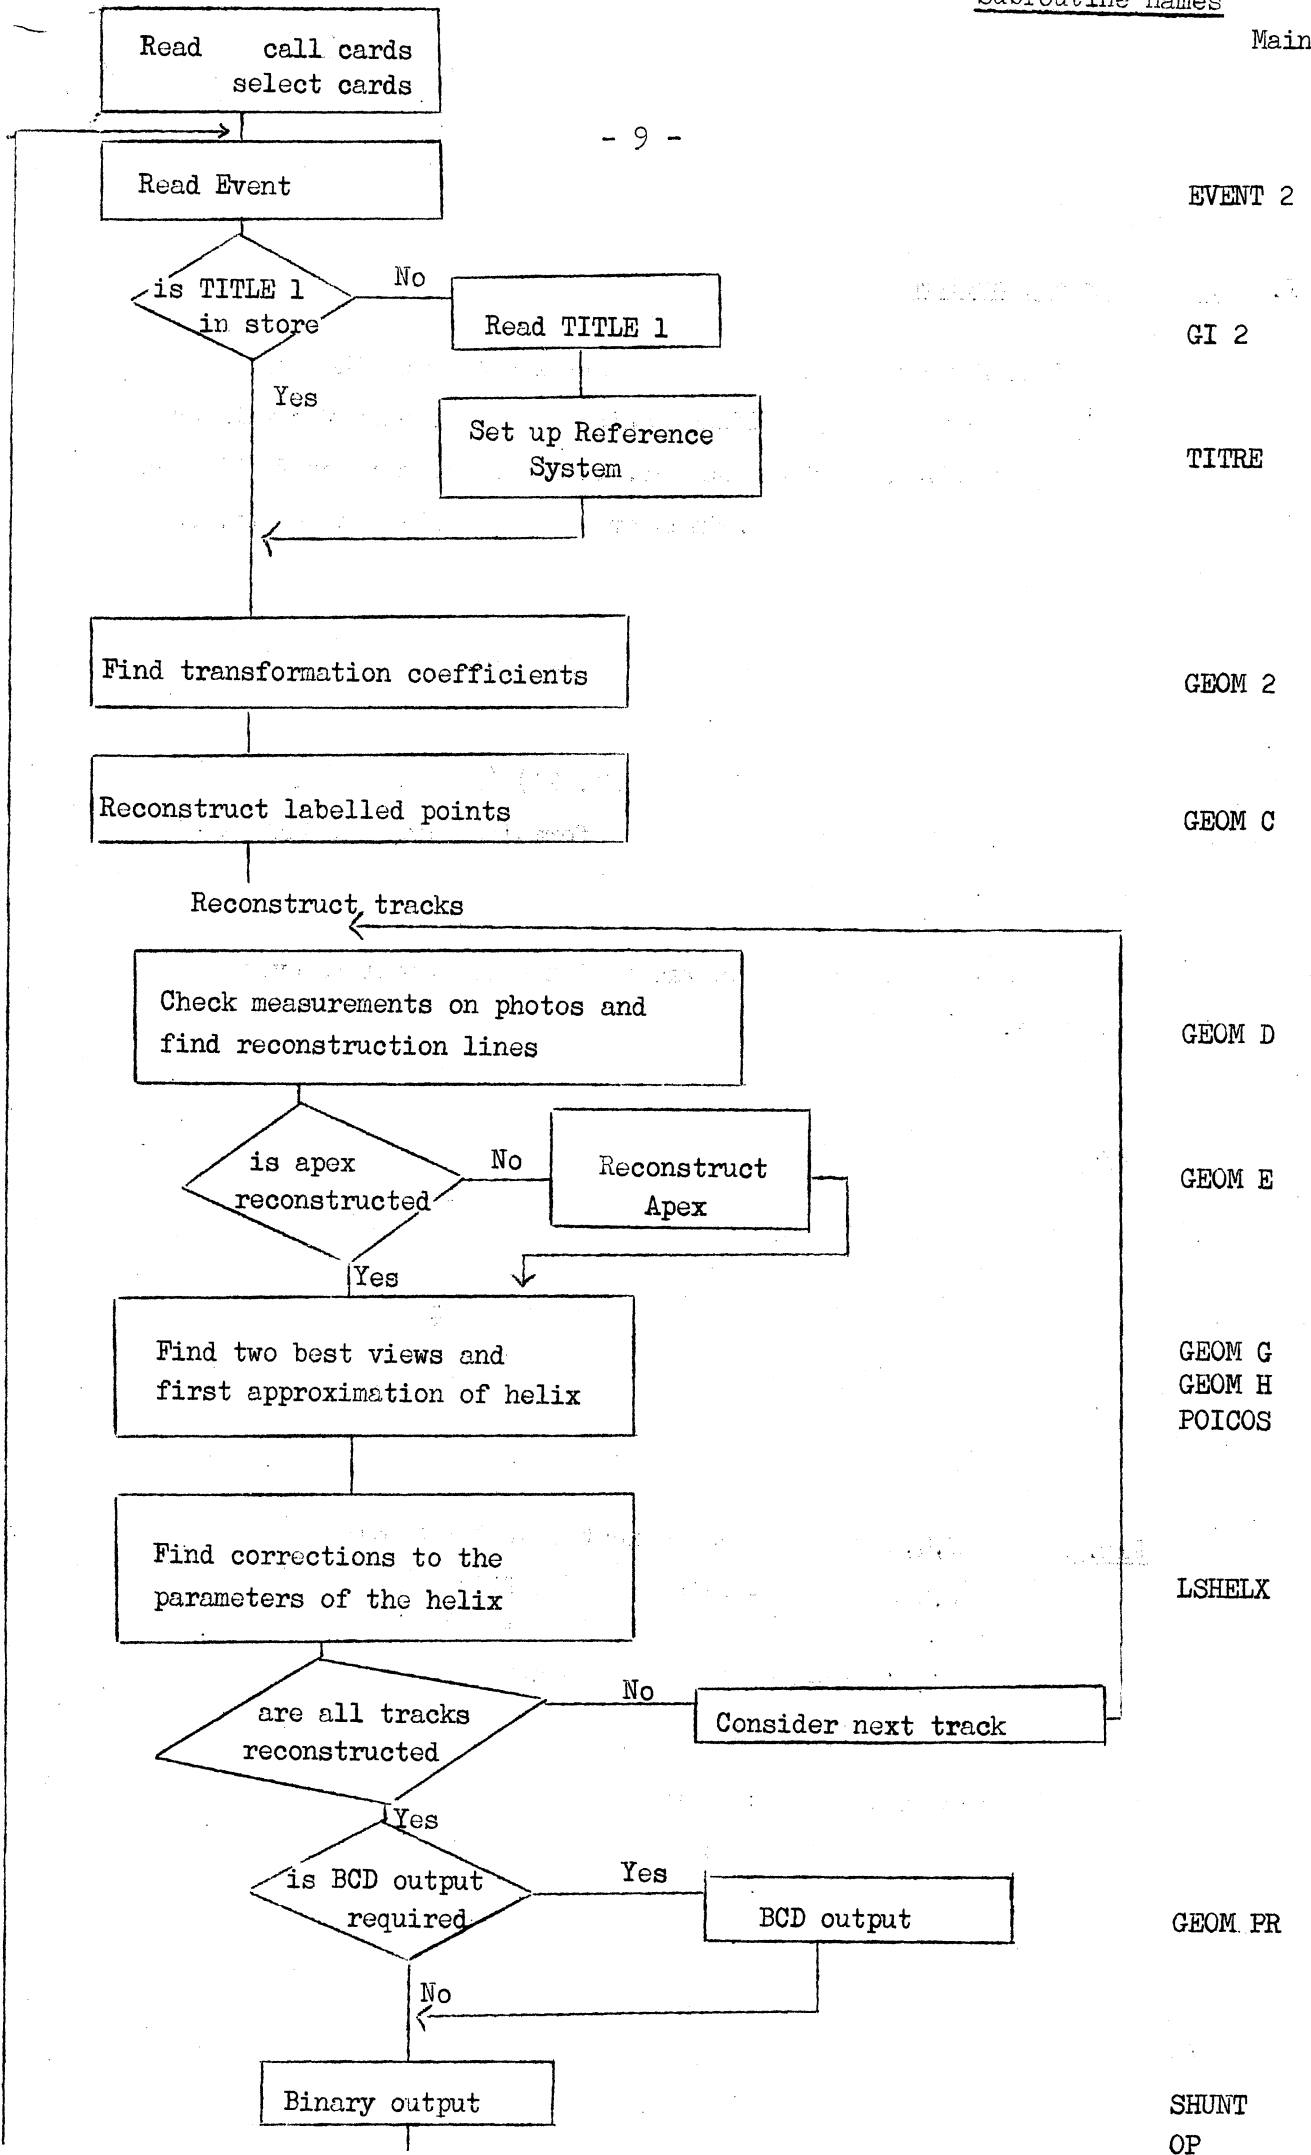 Subroutine names
Main
Read call cards
select cards
- 9 -
Read Event
EVENT 2
is TITLE 1
in store
No
Read TITLE 1
GI 2
Yes
Set up Reference
System
TITRE
Find transformation coefficients
GEOM 2
Reconstruct labelled points
GEOM C
Reconstruct tracks
Check measurements on photos and
find reconstruction lines
GEOM D
is apex
reconstructed
No
Reconstruct
Apex
GEOM E
Yes
Find two best views and
first approximation of helix
GEOM G
GEOM H
POICOS
Find corrections to the
parameters of the helix
LSHELX
are all tracks
reconstructed
No
Consider next track
Yes
is BCD output
required
Yes
BCD output
GEOM PR
No
Binary output
SHUNT
OP